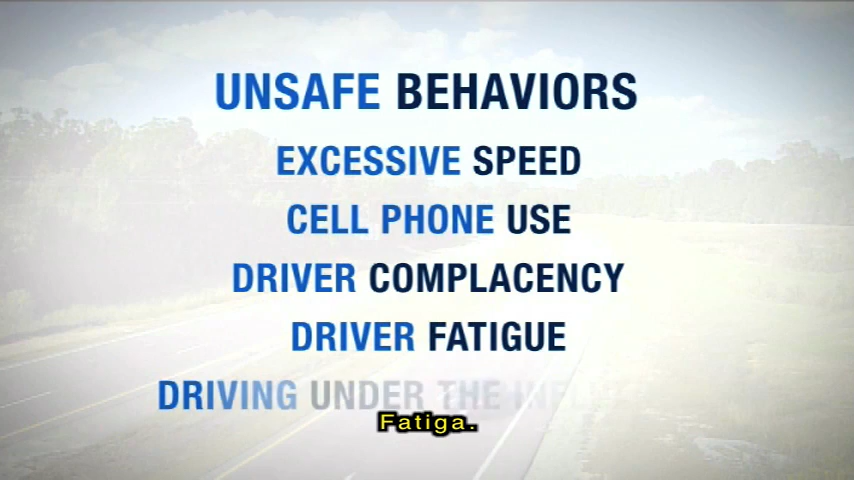 UNSAFE BEHAVIORS
EXCESSIVE SPEED
CELL PHONE USE
DRIVER COMPLACENCY
DRIVER FATIGUE
DRIVING UNDER THE
Fatiga.